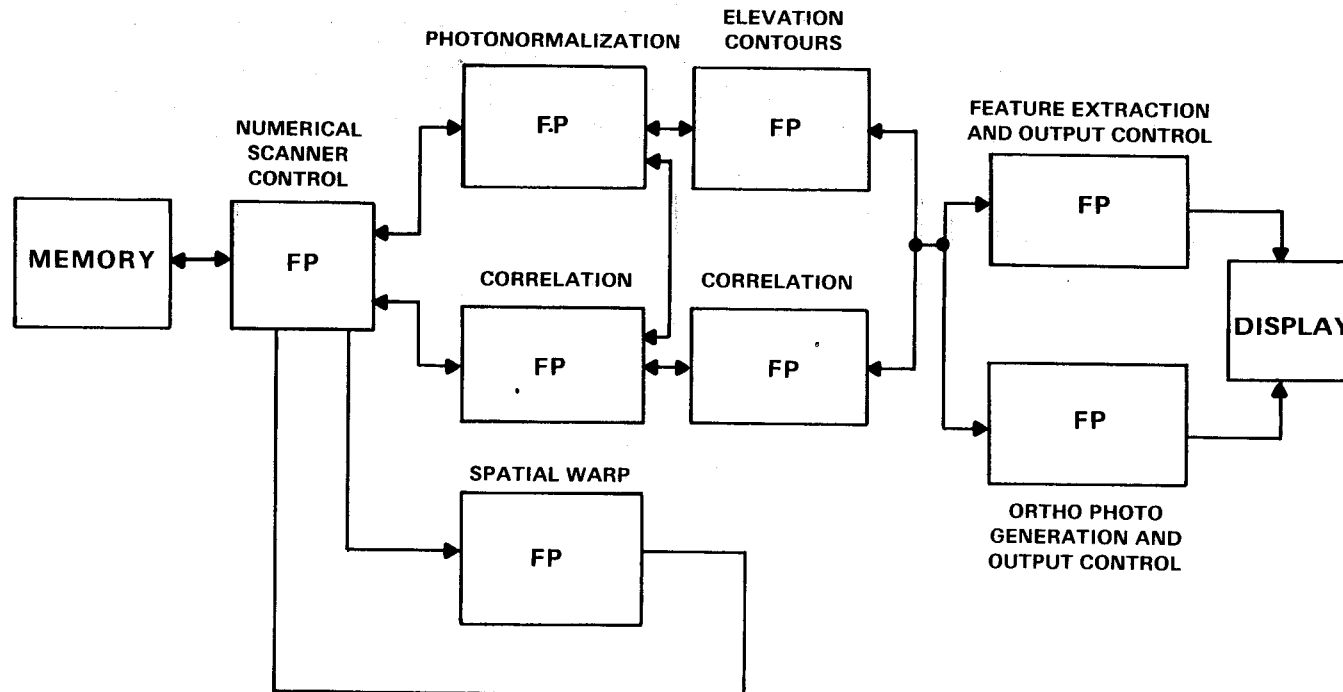 ELEVATION
CONTOURS
PHOTONORMALIZATION
FP
FP
NUMERICAL
SCANNER
CONTROL
FEATURE EXTRACTION
AND OUTPUT CONTROL
MEMORY
FP
FP
CORRELATION
CORRELATION
FP
FP
DISPLAY
FP
SPATIAL WARP
FP
ORTHO PHOTO
GENERATION AND
OUTPUT CONTROL